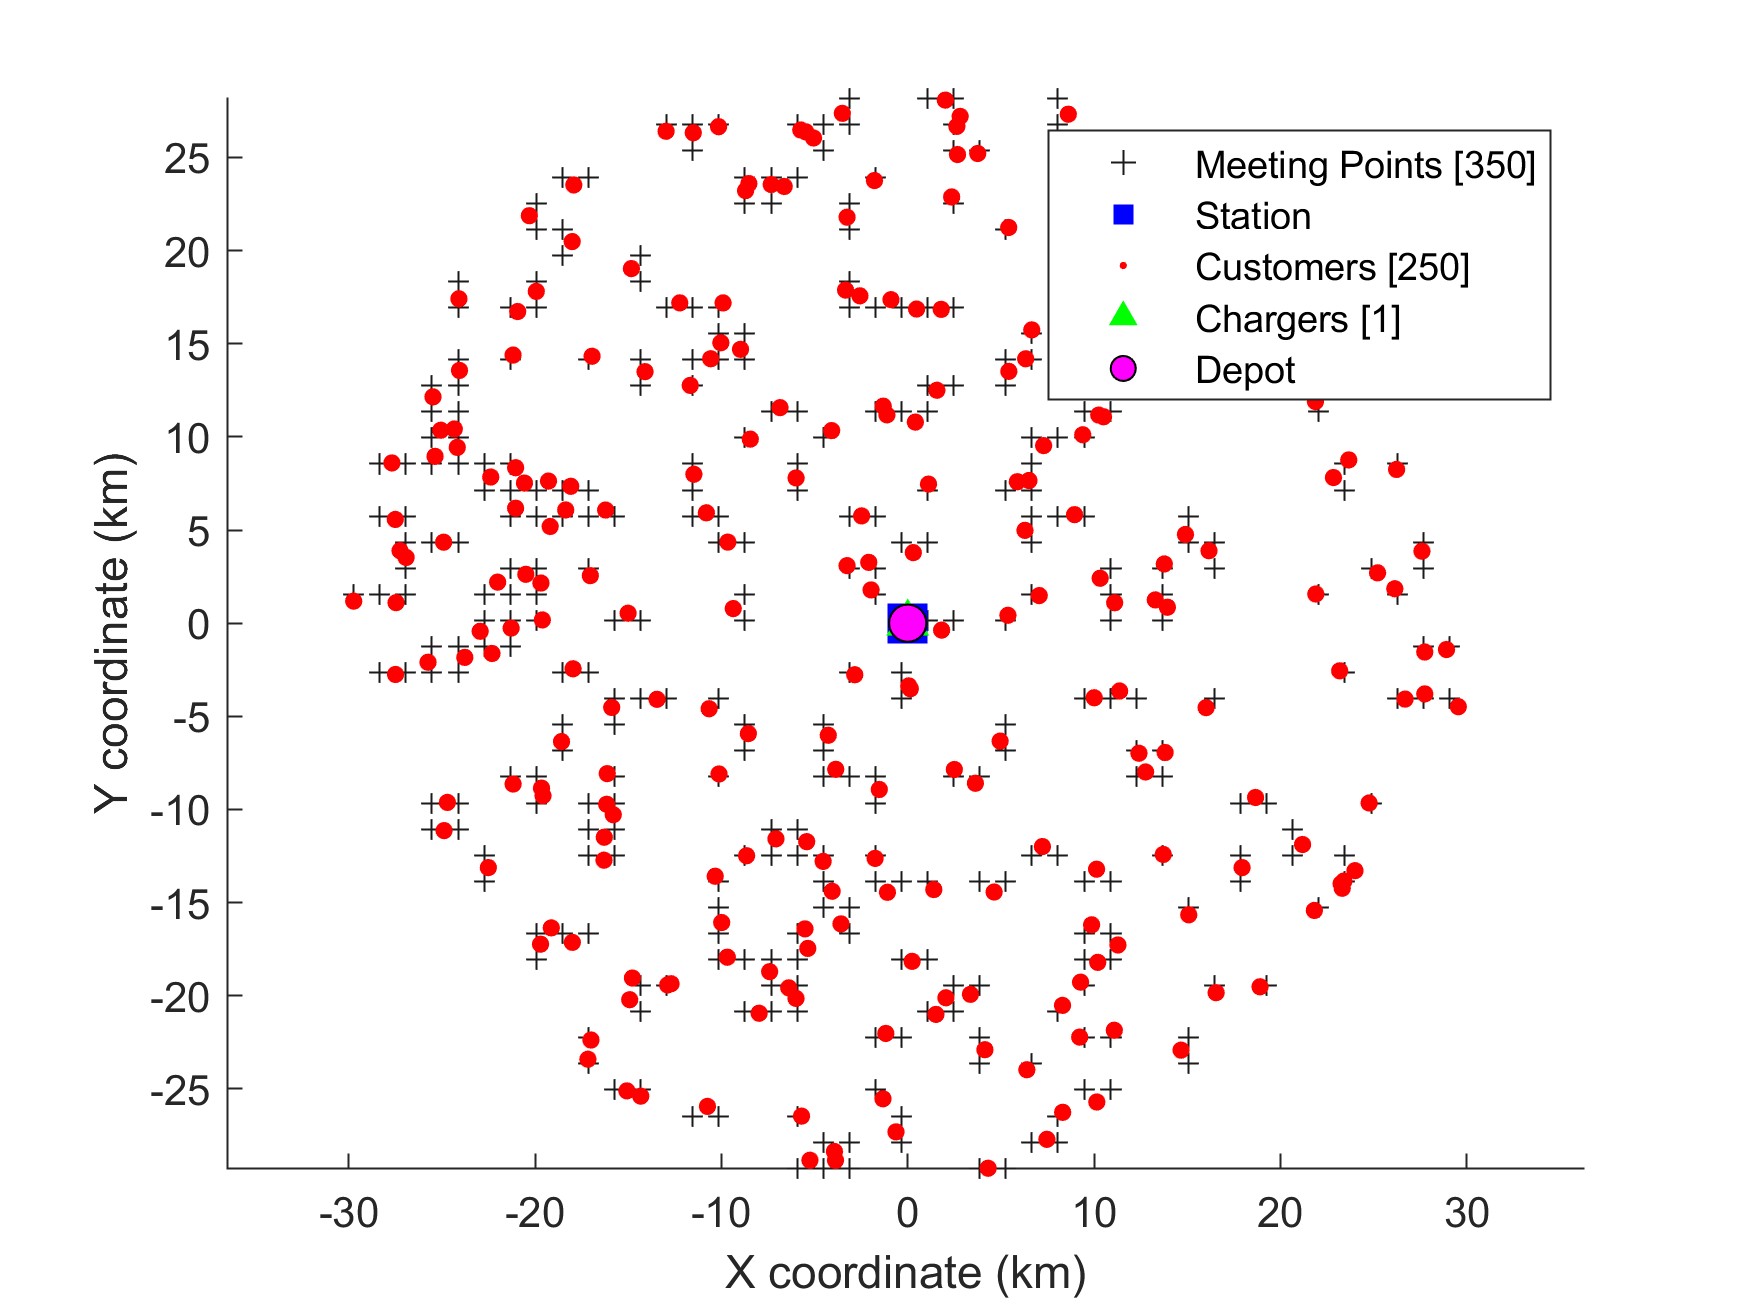 Meeting Points [350]
Station
Customers [250]
Chargers [1]
Depot
25
20
15
10
5
0
-5
-10
-15
-20
-25
Y coordinate (km)
-30 -20 -10 0 10 20 30
X coordinate (km)